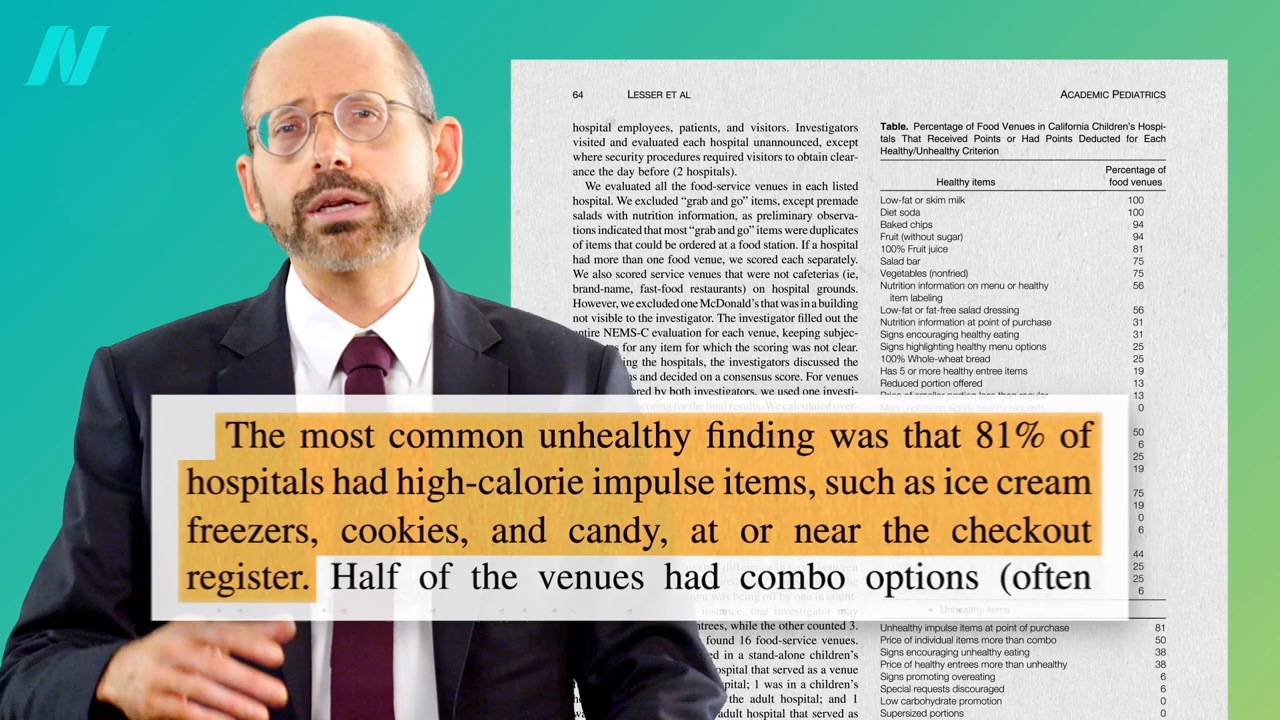 64 LESSER ET AL ACADEMIC PEDIATRICS
hospital employees, patients, and visitors. Investigators
visited and evaluated each hospital unannounced, except
where security procedures required visitors to obtain clear-
ance the day before (2 hospitals).
We evaluated all the food-service venues in each listed
hospital. We excluded “grab and go” items, except premade
salads with nutrition information, as preliminary observa-
tions indicated that most “grab and go” items were duplicates
of items that could be ordered at a food station. If a hospital
had more than one food venue, we scored each separately.
We also scored service venues that were not cafeterias (ie,
brand-name, fast-food restaurants) on hospital grounds.
However, we excluded one McDonald’s that was in a building
not visible to the investigator. The investigator filled out the
entire NEMS-C evaluation for each venue, keeping subjec-
for any item for which the scoring was not clear.
ing the hospitals, the investigators discussed the
and decided on a consensus score. For venues
ored by both investigators, we used one investi-
scoring for the final results. We calculated over-
Table. Percentage of Food Venues in California Children’s Hospi-
tals That Received Points or Had Points Deducted for Each
Healthy/Unhealthy Criterion
Healthy items Percentage of food venues
Low-fat or skim milk 100
Diet soda 100
Baked chips 94
Fruit (without sugar) 94
100% Fruit juice 81
Salad bar 75
Vegetables (nonfried) 75
Nutrition information on menu or healthy 56
item labeling
Low-fat or fat-free salad dressing 56
Nutrition information at point of purchase 31
Signs encouraging healthy eating 31
Signs highlighting healthy menu options 25
100% Whole-wheat bread 25
Has 5 or more healthy entree items 19
Reduced portion offered 13
Price of smaller portion less than regular 13
0
50
6
25
19
75
19
0
6
44
25
25
6
The most common unhealthy finding was that 81% of
hospitals had high-calorie impulse items, such as ice cream
freezers, cookies, and candy, at or near the checkout
register. Half of the venues had combo options (often
instance, one investigator may
ntrees, while the other counted 3.
found 16 food-service venues.
ed in a stand-alone children’s
ospital that served as a venue
pital; 1 was in a children’s
the adult hospital; and 1
adult hospital that served as
Unhealthy items
Unhealthy impulse items at point of purchase 81
Price of individual items more than combo 50
Signs encouraging unhealthy eating 38
Price of healthy entrees more than unhealthy 38
Signs promoting overeating 6
Special requests discouraged 6
Low carbohydrate promotion 0
Supersized portions 0